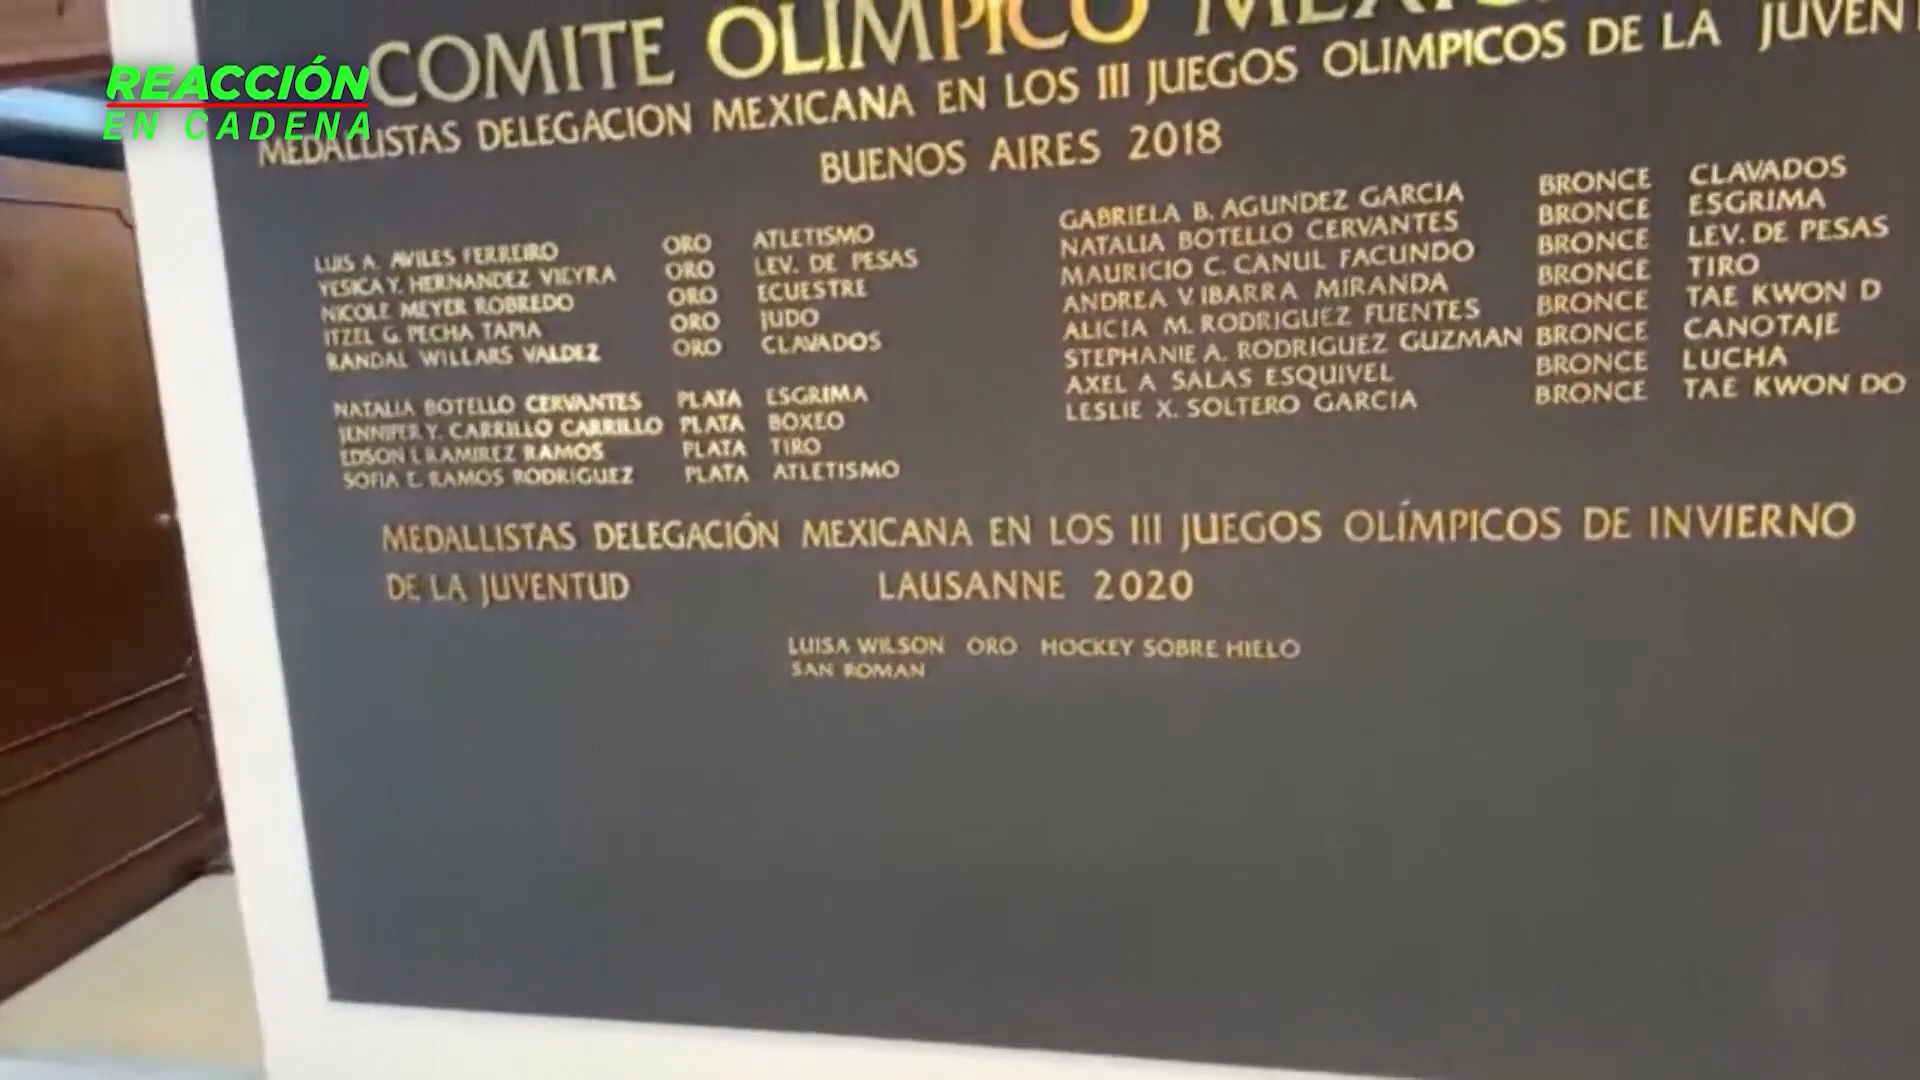 REACCIÓN
EN CADENA
COMITE OLIMPICO
MEDALLISTAS DELEGACION MEXICANA EN LOS III JUEGOS OLIMPICOS DE LA JUVENT
BUENOS AIRES 2018
LUIS A. AVILES FERREIRO ORO ATLETISMO
YESICA Y. HERNANDEZ VIEYRA ORO LEV. DE PESAS
NICOLE MEYER ROBREDO ORO ECUESTRE
ITZEL G. PECHA TAPIA ORO JUDO
RANDAL WILLARS VALDEZ ORO CLAVADOS
NATALIA BOTELLO CERVANTES PLATA ESGRIMA
JENNIFER Y. CARRILLO CARRILLO PLATA BOXEO
EDSON I. RAMIREZ RAMOS PLATA TIRO
SOFIA E. RAMOS RODRIGUEZ PLATA ATLETISMO
GABRIELA B. AGUNDEZ GARCIA BRONCE CLAVADOS
NATALIA BOTELLO CERVANTES BRONCE ESGRIMA
MAURICIO C. CANUL FACUNDO BRONCE LEV. DE PESAS
ANDREA V. IBARRA MIRANDA BRONCE TIRO
ALICIA M. RODRIGUEZ FUENTES BRONCE TAE KWON D
STEPHANIE A. RODRIGUEZ GUZMAN BRONCE CANOTAJE
AXEL A. SALAS ESQUIVEL BRONCE LUCHA
LESLIE X. SOLTERO GARCIA BRONCE TAE KWON DO
MEDALLISTAS DELEGACIÓN MEXICANA EN LOS III JUEGOS OLÍMPICOS DE INVIERNO
DE LA JUVENTUD LAUSANNE 2020
LUISA WILSON ORO HOCKEY SOBRE HIELO
SAN ROMAN